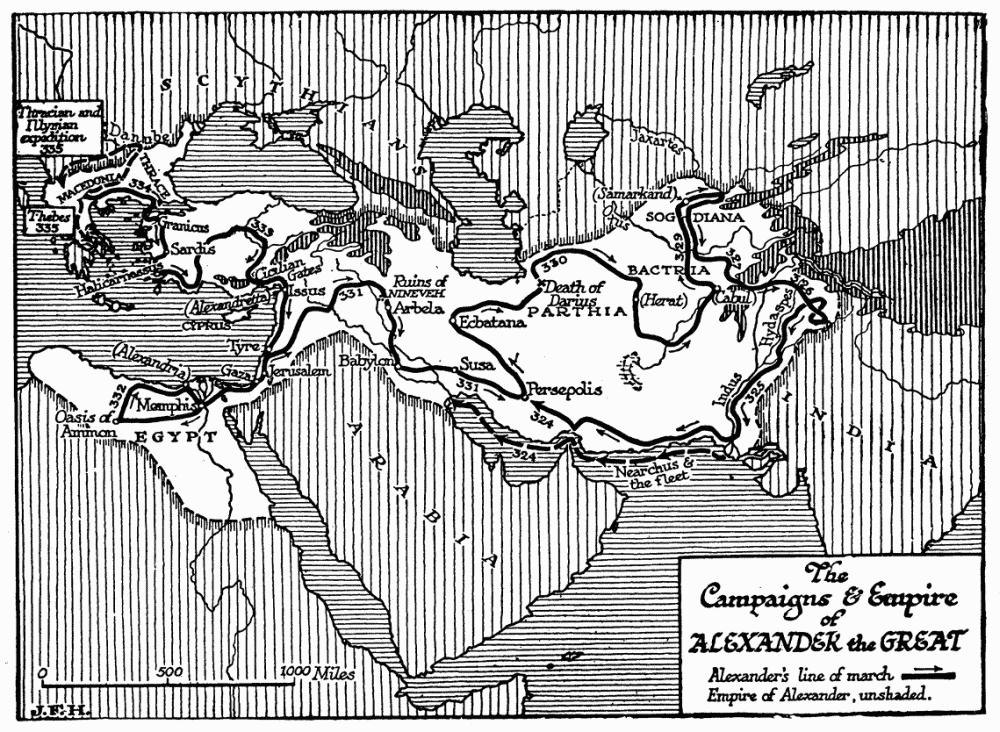 SCYTHIANS
Thracian and
Illyrian
expedition
335
Danube
THRACE
MACEDONIA
334
Thebes
335
Granicus
Sardis
Halicarnassos
333
Cilician
Gates
(Alexandretta)
Issus
CYPRUS
Tyre
Jerusalem
Gaza
(Alexandria)
332
Memphis
Oasis of
Ammon
EGYPT
331
Ruins of
NINEVEH
Arbela
Babylon
Susa
331
Ecbatana
Persepolis
330
Death of
Darius
PARTHIA
(Herat)
BACTRIA
Jaxartes
(Samarkand)
SOGDIANA
329
327
(Cabul)
326
Hydaspes
Indus
325
INDIA
324
324
Nearchus &
the fleet
ARABIA
The
Campaigns & Empire
of
ALEXANDER the GREAT
Alexander's line of march
Empire of Alexander, unshaded.
0 500 1000 Miles
J.F.H.